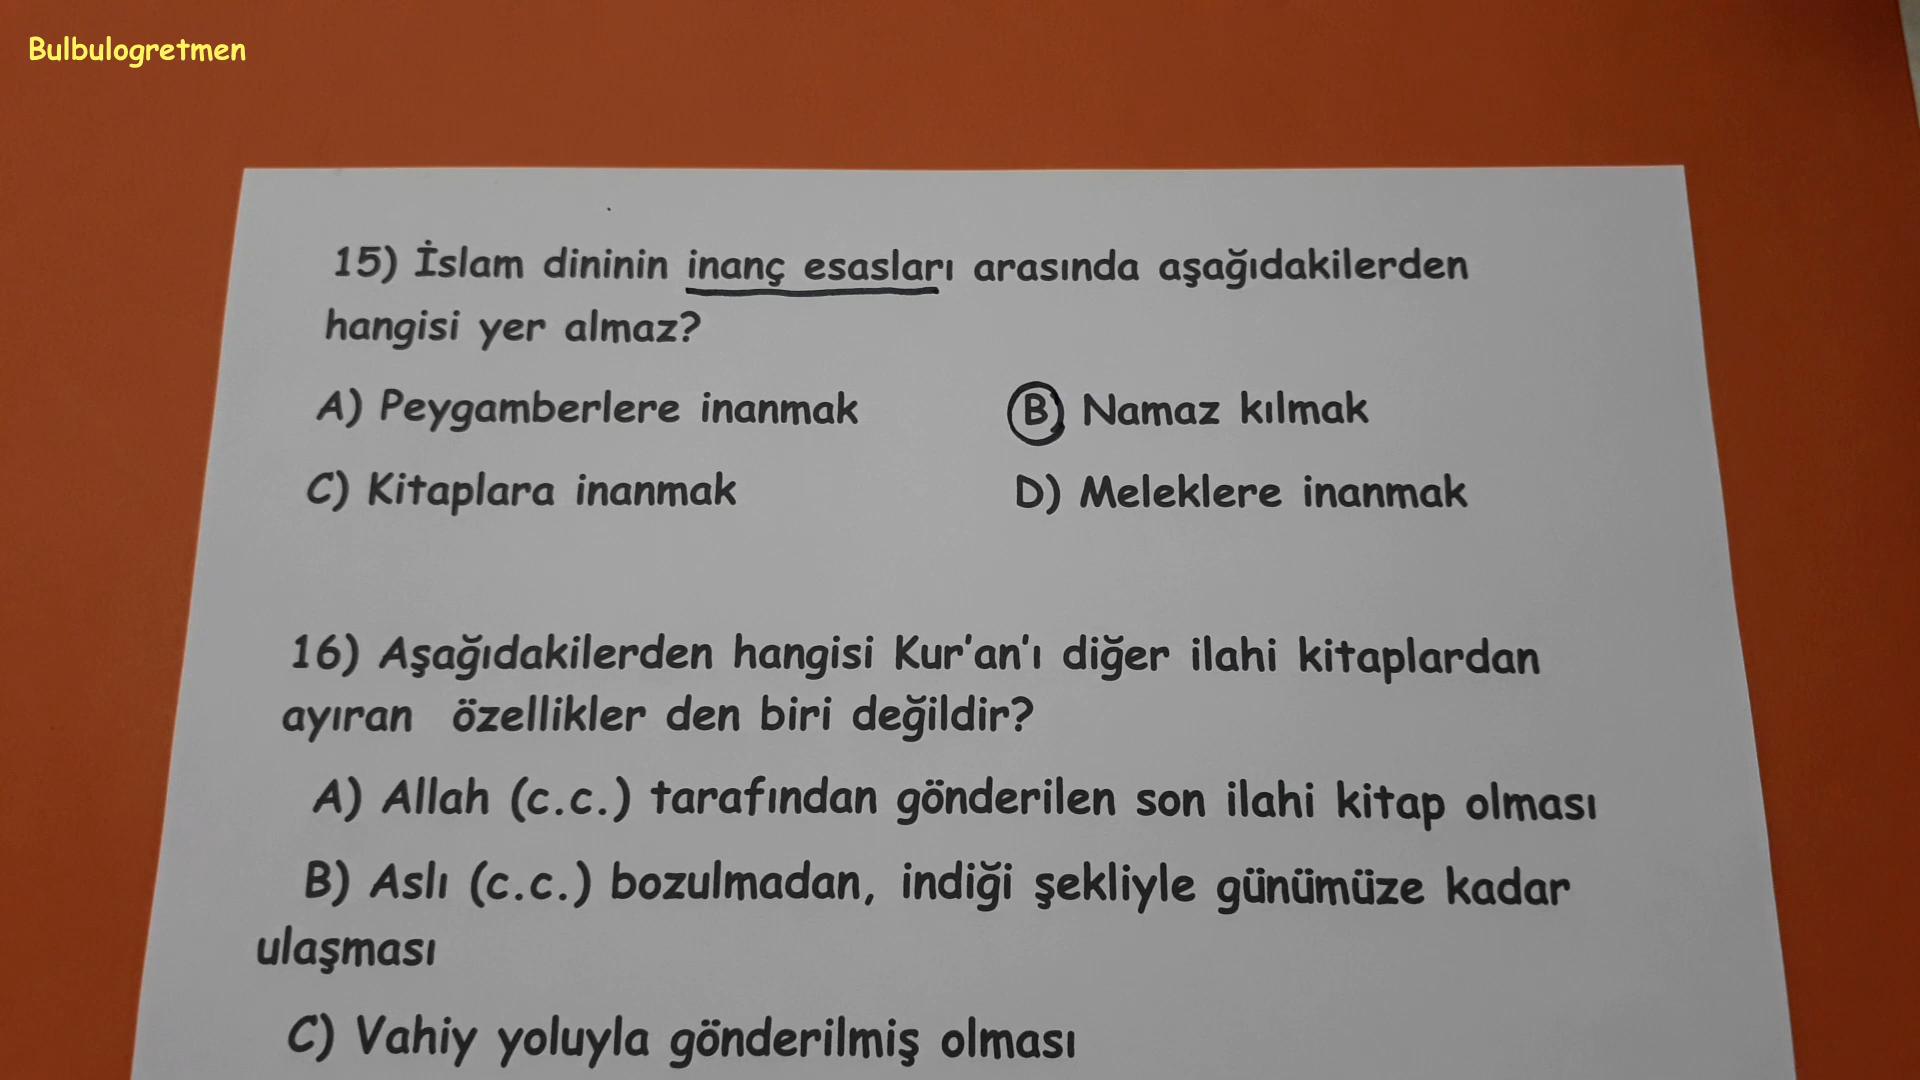 Bulbulogretmen
15) İslam dininin inanç esasları arasında aşağıdakilerden
hangisi yer almaz?
A) Peygamberlere inanmak B) Namaz kılmak
C) Kitaplara inanmak D) Meleklere inanmak
16) Aşağıdakilerden hangisi Kur'an'ı diğer ilahi kitaplardan
ayıran özellikler den biri değildir?
A) Allah (c.c.) tarafından gönderilen son ilahi kitap olması
B) Aslı (c.c.) bozulmadan, indiği şekliyle günümüze kadar
ulaşması
C) Vahiy yoluyla gönderilmiş olması